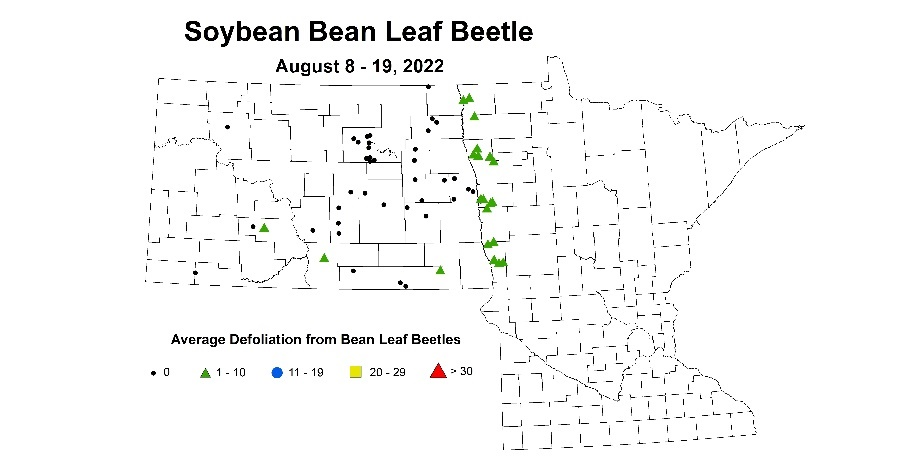 Soybean Bean Leaf Beetle
August 8 - 19, 2022
Average Defoliation from Bean Leaf Beetles
0 1 - 10 11 - 19 20 - 29 > 30